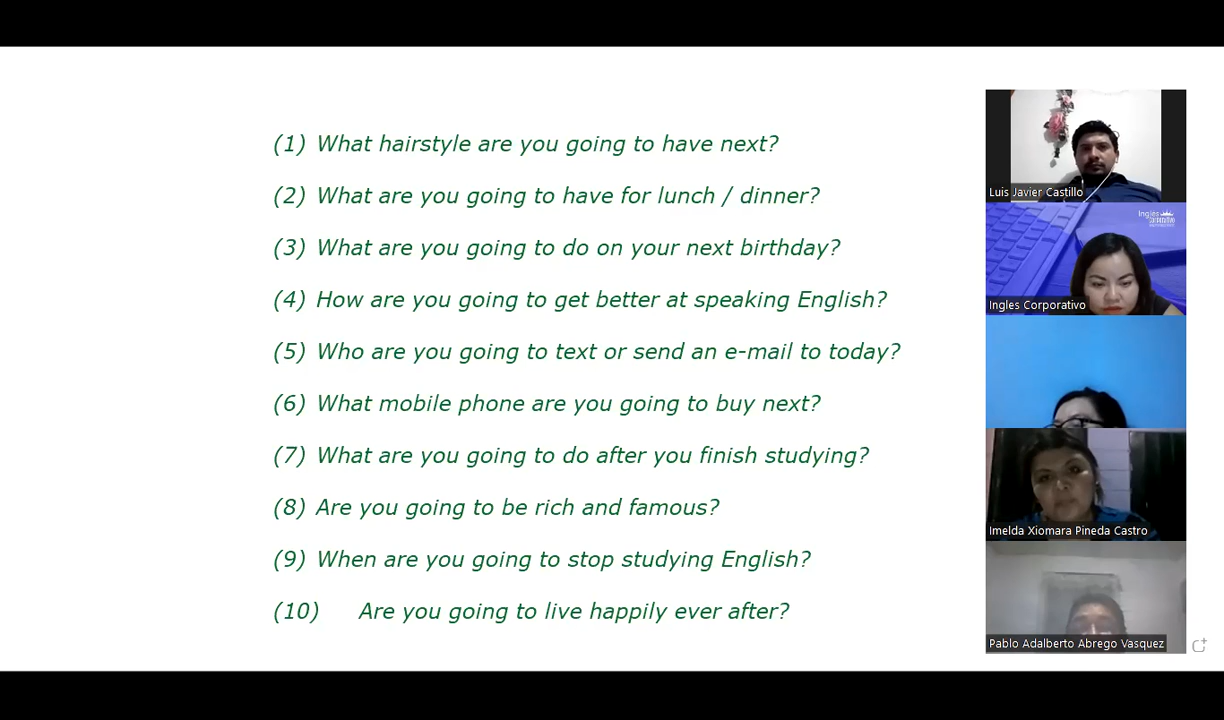 (1) What hairstyle are you going to have next?
(2) What are you going to have for lunch / dinner?
(3) What are you going to do on your next birthday?
(4) How are you going to get better at speaking English?
(5) Who are you going to text or send an e-mail to today?
(6) What mobile phone are you going to buy next?
(7) What are you going to do after you finish studying?
(8) Are you going to be rich and famous?
(9) When are you going to stop studying English?
(10) Are you going to live happily ever after?
Luis Javier Castillo
Ingles
corporativo
Ingles Corporativo
Imelda Xiomara Pineda Castro
Pablo Adalberto Abrego Vasquez